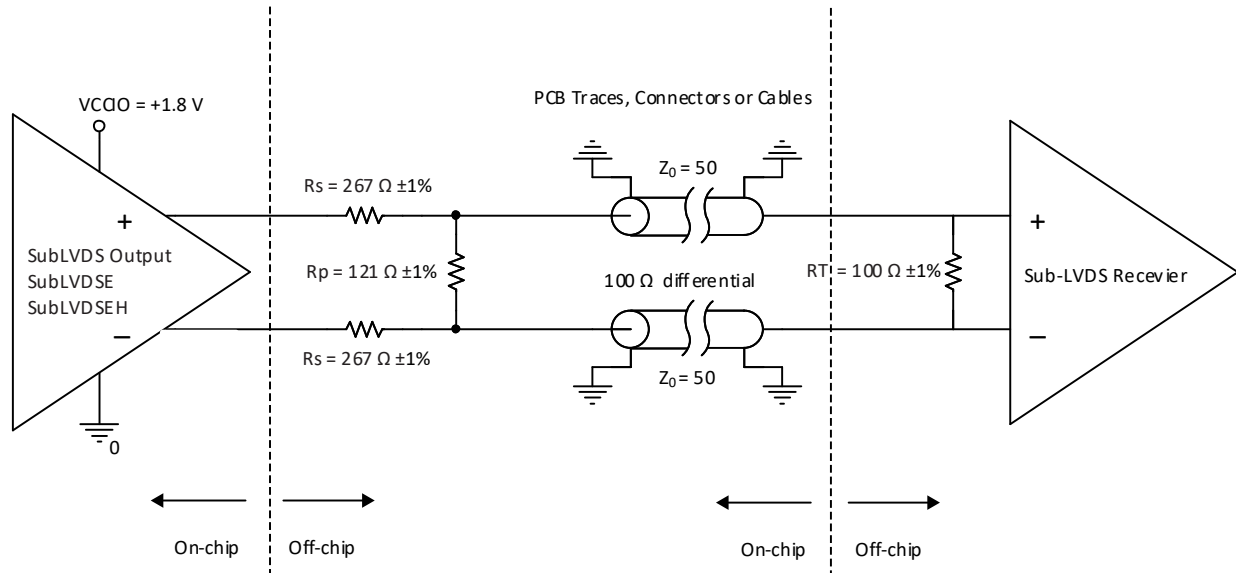 VCCIO = +1.8 V
PCB Traces, Connectors or Cables
Z0 = 50
Rs = 267 Ω ±1%
+
SubLVDS Output
SubLVDSE
SubLVDSEH
−
Rp = 121 Ω ±1%
100 Ω differential
RT = 100 Ω ±1%
+
Sub-LVDS Recevier
−
Rs = 267 Ω ±1%
Z0 = 50
0
On-chip
Off-chip
On-chip
Off-chip